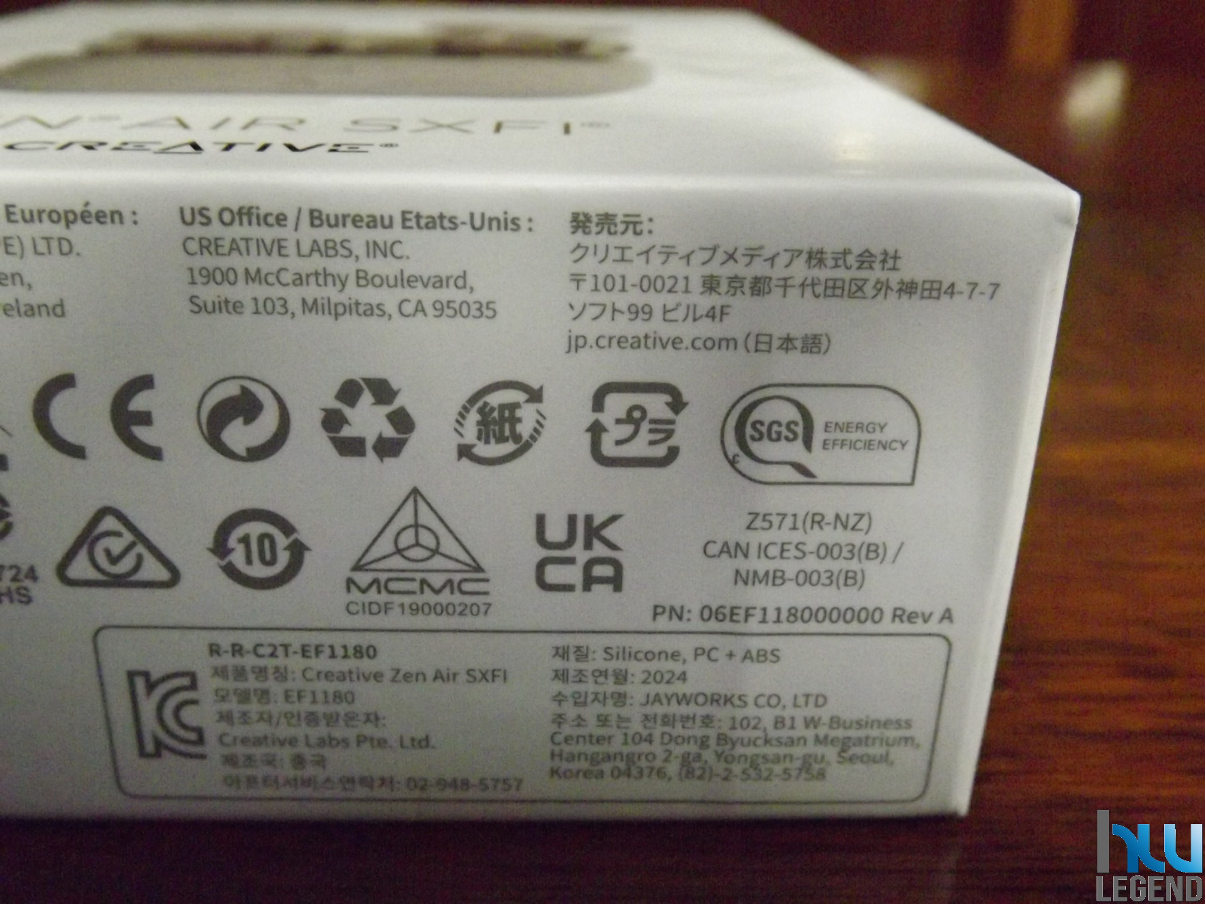 N² AIR SXFI™
CREATIVE®
Européen :
E) LTD.
en,
reland
US Office / Bureau Etats-Unis :
CREATIVE LABS, INC.
1900 McCarthy Boulevard,
Suite 103, Milpitas, CA 95035
発売元：
クリエイティブメディア株式会社
〒101-0021 東京都千代田区外神田4-7-7
ソフト99 ビル4F
jp.creative.com（日本語）
CE
紙
プラ
SGS
ENERGY
EFFICIENCY
10
MCMC
CIDF19000207
UK
CA
Z571(R-NZ)
CAN ICES-003(B) /
NMB-003(B)
724
HS
PN: 06EF118000000 Rev A
R-R-C2T-EF1180
제품명칭: Creative Zen Air SXFI
모델명: EF1180
제조자/인증받은자:
Creative Labs Pte. Ltd.
제조국: 중국
아프터서비스연락처: 02-948-5757
재질: Silicone, PC + ABS
제조연월: 2024
수입자명: JAYWORKS CO, LTD
주소 또는 전화번호: 102, B1 W-Business
Center 104 Dong Byucksan Megatrium,
Hangangro 2-ga, Yongsan-gu, Seoul,
Korea 04376, (82)-2-532-5758
LEGEND